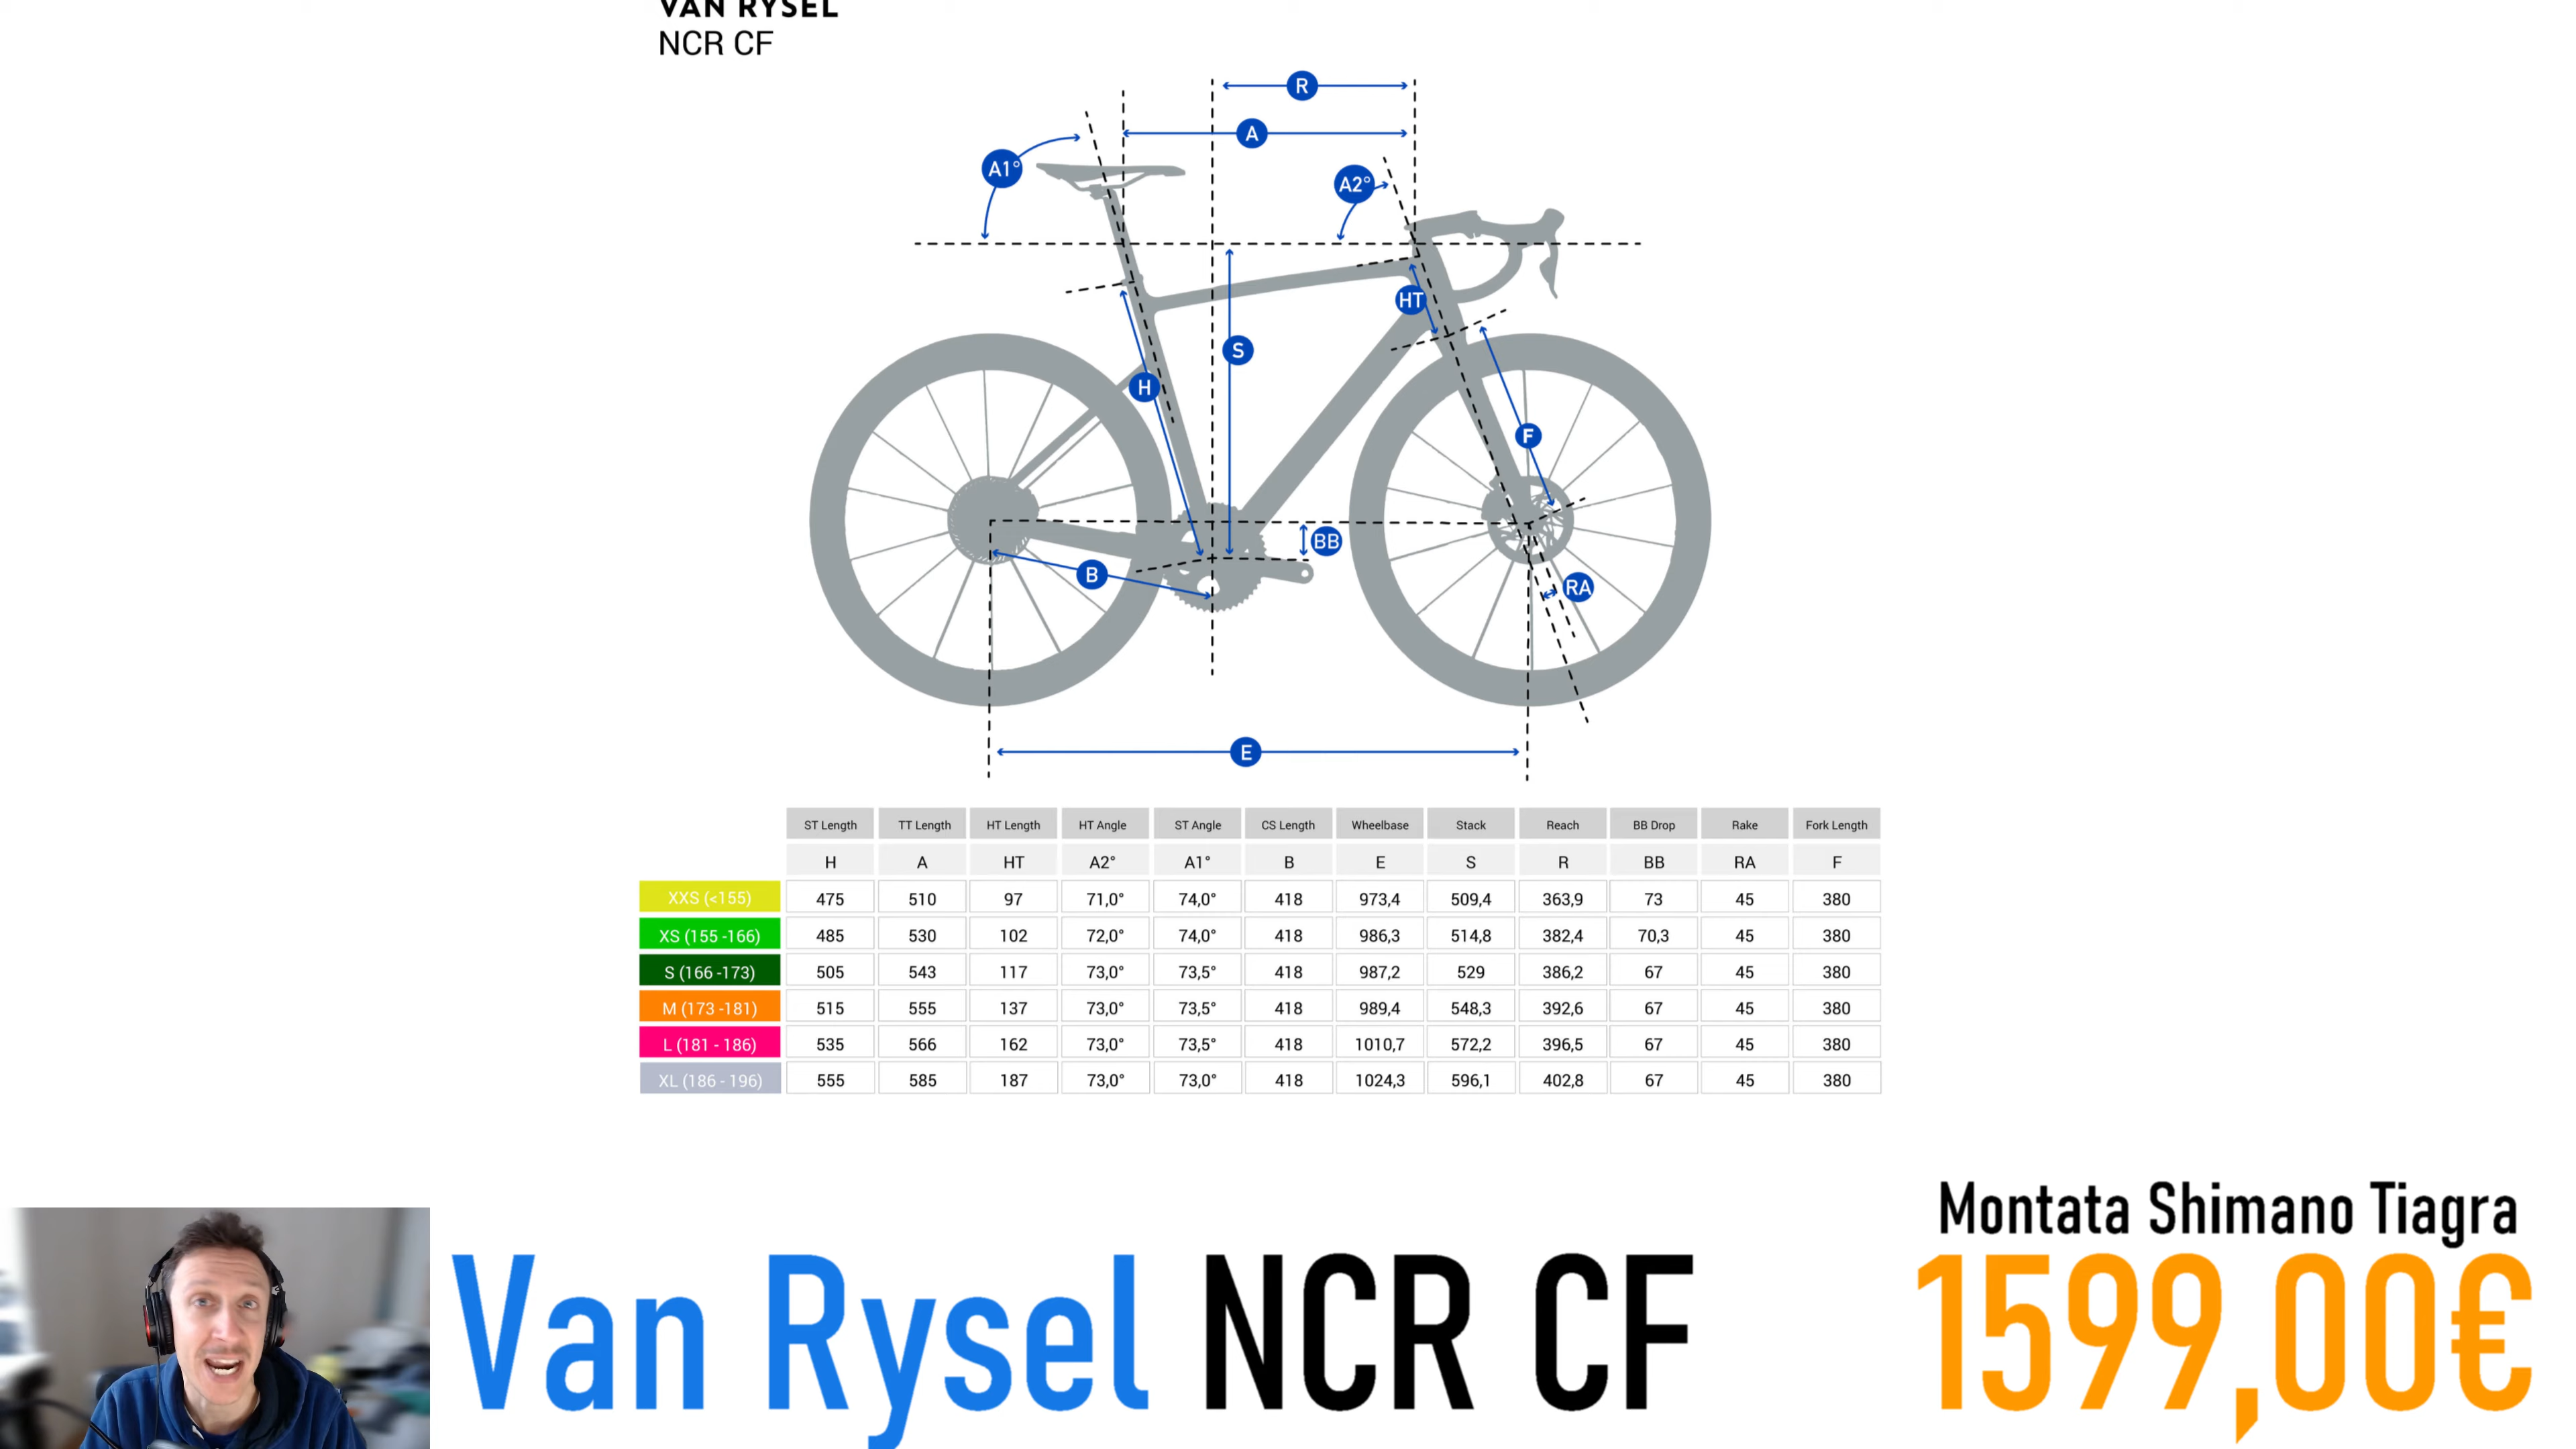 VAN RYSEL
NCR CF
R
A
A1°
A2°
HT
S
H
F
BB
B
RA
E
ST Length TT Length HT Length HT Angle ST Angle CS Length Wheelbase Stack Reach BB Drop Rake Fork Length
H A HT A2° A1° B E S R BB RA F
XXS (<155) 475 510 97 71,0° 74,0° 418 973,4 509,4 363,9 73 45 380
XS (155 -166) 485 530 102 72,0° 74,0° 418 986,3 514,8 382,4 70,3 45 380
S (166 -173) 505 543 117 73,0° 73,5° 418 987,2 529 386,2 67 45 380
M (173 -181) 515 555 137 73,0° 73,5° 418 989,4 548,3 392,6 67 45 380
L (181 - 186) 535 566 162 73,0° 73,5° 418 1010,7 572,2 396,5 67 45 380
XL (186 - 196) 555 585 187 73,0° 73,0° 418 1024,3 596,1 402,8 67 45 380
Montata Shimano Tiagra
Van Rysel NCR CF
1599,00€